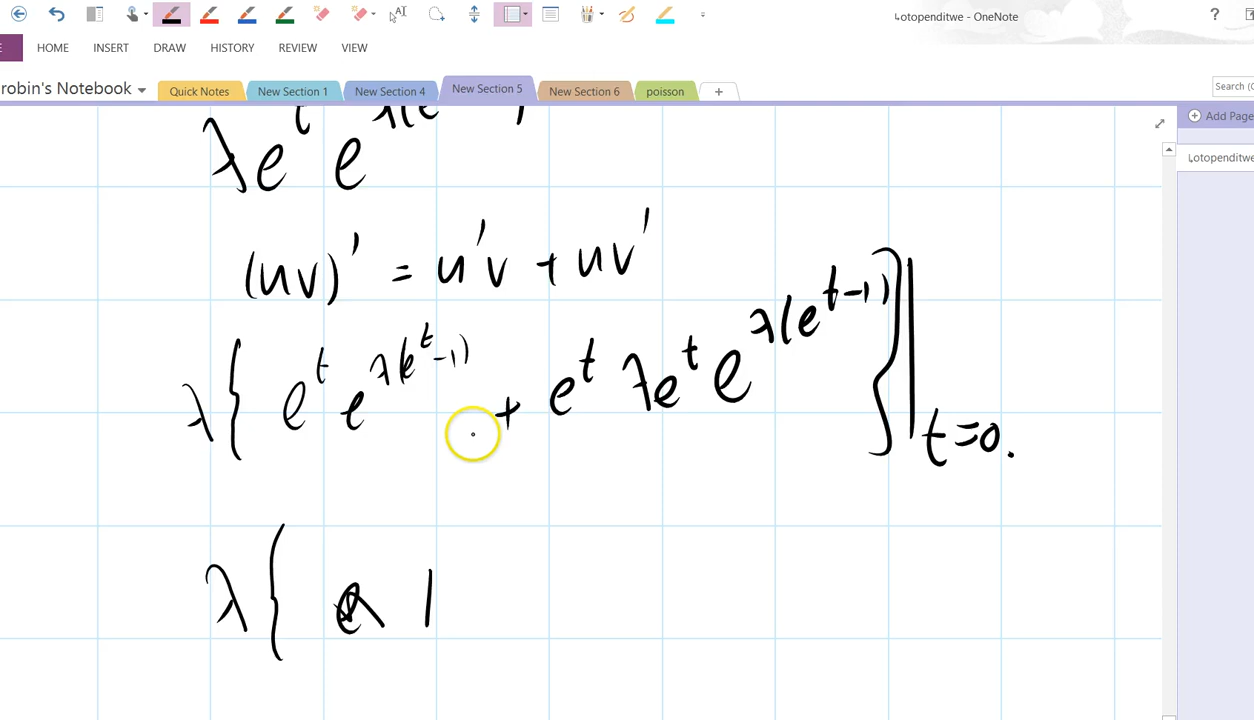 Lotopenditwe - OneNote
?
HOME INSERT DRAW HISTORY REVIEW VIEW
robin's Notebook
Quick Notes New Section 1 New Section 4 New Section 5 New Section 6 poisson +
Search (C
Add Page
Lotopenditwe
λe^t e^λ(e
(uv)' = u'v + uv'
λ{ e^t e^λ(e^t-1) + e^t λe^t e^λ(e^t-1) }|t=0.
λ{ 1